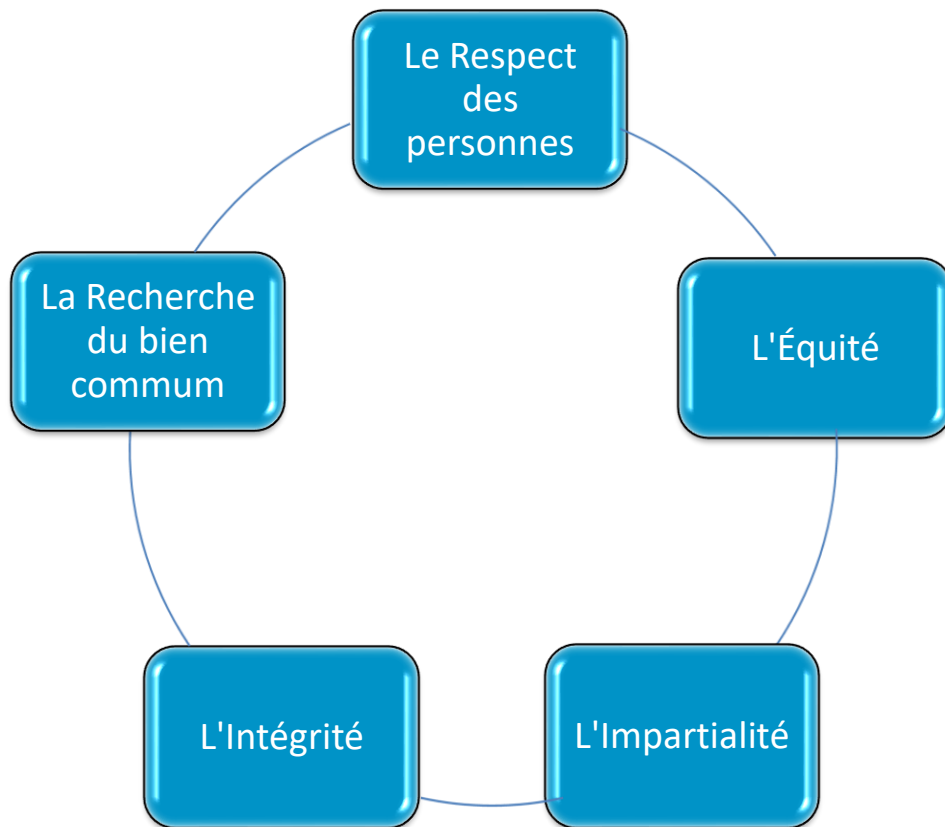 Le Respect
des
personnes
L'Équité
L'Impartialité
L'Intégrité
La Recherche
du bien
commum